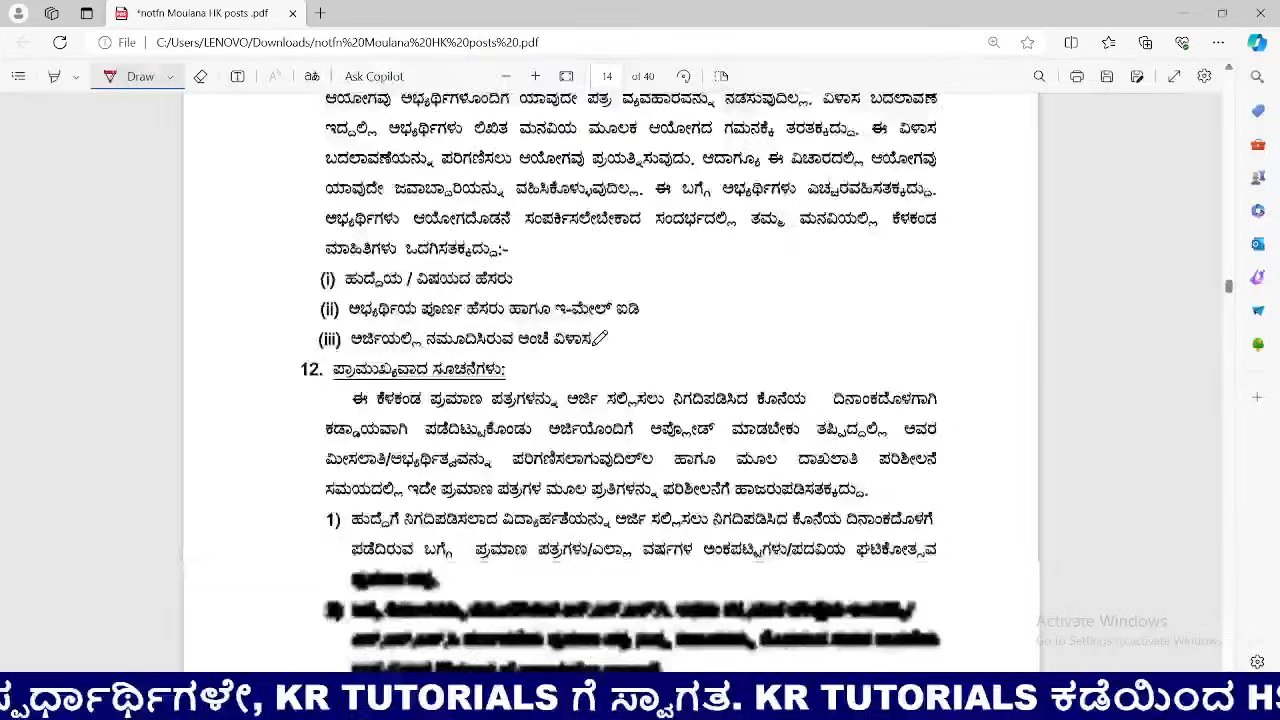 *notfn Moulana HK posts .pdf
File C:/Users/LENOVO/Downloads/notfn%20Moulana%20HK%20posts%20.pdf
Draw Ask Copilot 14 of 40
ಆಯೋಗವು ಅಭ್ಯರ್ಥಿಗಳೊಂದಿಗೆ ಯಾವುದೇ ಪತ್ರ ವ್ಯವಹಾರವನ್ನು ನಡೆಸುವುದಿಲ್ಲ. ವಿಳಾಸ ಬದಲಾವಣೆ
ಇದ್ದಲ್ಲಿ ಅಭ್ಯರ್ಥಿಗಳು ಲಿಖಿತ ಮನವಿಯ ಮೂಲಕ ಆಯೋಗದ ಗಮನಕ್ಕೆ ತರತಕ್ಕದ್ದು. ಈ ವಿಳಾಸ
ಬದಲಾವಣೆಯನ್ನು ಪರಿಗಣಿಸಲು ಆಯೋಗವು ಪ್ರಯತ್ನಿಸುವುದು. ಆದಾಗ್ಯೂ ಈ ವಿಚಾರದಲ್ಲಿ ಆಯೋಗವು
ಯಾವುದೇ ಜವಾಬ್ದಾರಿಯನ್ನು ವಹಿಸಿಕೊಳ್ಳುವುದಿಲ್ಲ. ಈ ಬಗ್ಗೆ ಅಭ್ಯರ್ಥಿಗಳು ಎಚ್ಚರವಹಿಸತಕ್ಕದ್ದು.
ಅಭ್ಯರ್ಥಿಗಳು ಆಯೋಗದೊಡನೆ ಸಂಪರ್ಕಿಸಲೇಬೇಕಾದ ಸಂದರ್ಭದಲ್ಲಿ ತಮ್ಮ ಮನವಿಯಲ್ಲಿ ಕೆಳಕಂಡ
ಮಾಹಿತಿಗಳು ಒದಗಿಸತಕ್ಕದ್ದು:-
(i) ಹುದ್ದೆಯ / ವಿಷಯದ ಹೆಸರು
(ii) ಅಭ್ಯರ್ಥಿಯ ಪೂರ್ಣ ಹೆಸರು ಹಾಗೂ ಇ-ಮೇಲ್ ಐಡಿ
(iii) ಅರ್ಜಿಯಲ್ಲಿ ನಮೂದಿಸಿರುವ ಅಂಚೆ ವಿಳಾಸ
12. ಪ್ರಾಮುಖ್ಯವಾದ ಸೂಚನೆಗಳು:
ಈ ಕೆಳಕಂಡ ಪ್ರಮಾಣ ಪತ್ರಗಳನ್ನು ಅರ್ಜಿ ಸಲ್ಲಿಸಲು ನಿಗದಿಪಡಿಸಿದ ಕೊನೆಯ ದಿನಾಂಕದೊಳಗಾಗಿ
ಕಡ್ಡಾಯವಾಗಿ ಪಡೆದಿಟ್ಟುಕೊಂಡು ಅರ್ಜಿಯೊಂದಿಗೆ ಅಪ್ಲೋಡ್ ಮಾಡಬೇಕು ತಪ್ಪಿದ್ದಲ್ಲಿ ಅವರ
ಮೀಸಲಾತಿ/ಅಭ್ಯರ್ಥಿತ್ವವನ್ನು ಪರಿಗಣಿಸಲಾಗುವುದಿಲ್‌ಲ ಹಾಗೂ ಮೂಲ ದಾಖಲಾತಿ ಪರಿಶೀಲನೆ
ಸಮಯದಲ್ಲಿ ಇದೇ ಪ್ರಮಾಣ ಪತ್ರಗಳ ಮೂಲ ಪ್ರತಿಗಳನ್ನು ಪರಿಶೀಲನೆಗೆ ಹಾಜರುಪಡಿಸತಕ್ಕದ್ದು.
1) ಹುದ್ದೆಗೆ ನಿಗದಿಪಡಿಸಲಾದ ವಿದ್ಯಾರ್ಹತೆಯನ್ನು ಅರ್ಜಿ ಸಲ್ಲಿಸಲು ನಿಗದಿಪಡಿಸಿದ ಕೊನೆಯ ದಿನಾಂಕದೊಳಗೆ
ಪಡೆದಿರುವ ಬಗ್ಗೆ ಪ್ರಮಾಣ ಪತ್ರಗಳು/ಎಲ್ಲಾ ವರ್ಷಗಳ ಅಂಕಪಟ್ಟಿಗಳು/ಪದವಿಯ ಘಟಿಕೋತ್ಸವ
Activate Windows
Go to Settings to activate Windows.
ಸ್ಪರ್ಧಾರ್ಥಿಗಳೇ, KR TUTORIALS ಗೆ ಸ್ವಾಗತ. KR TUTORIALS ಕಡೆಯಿಂದ